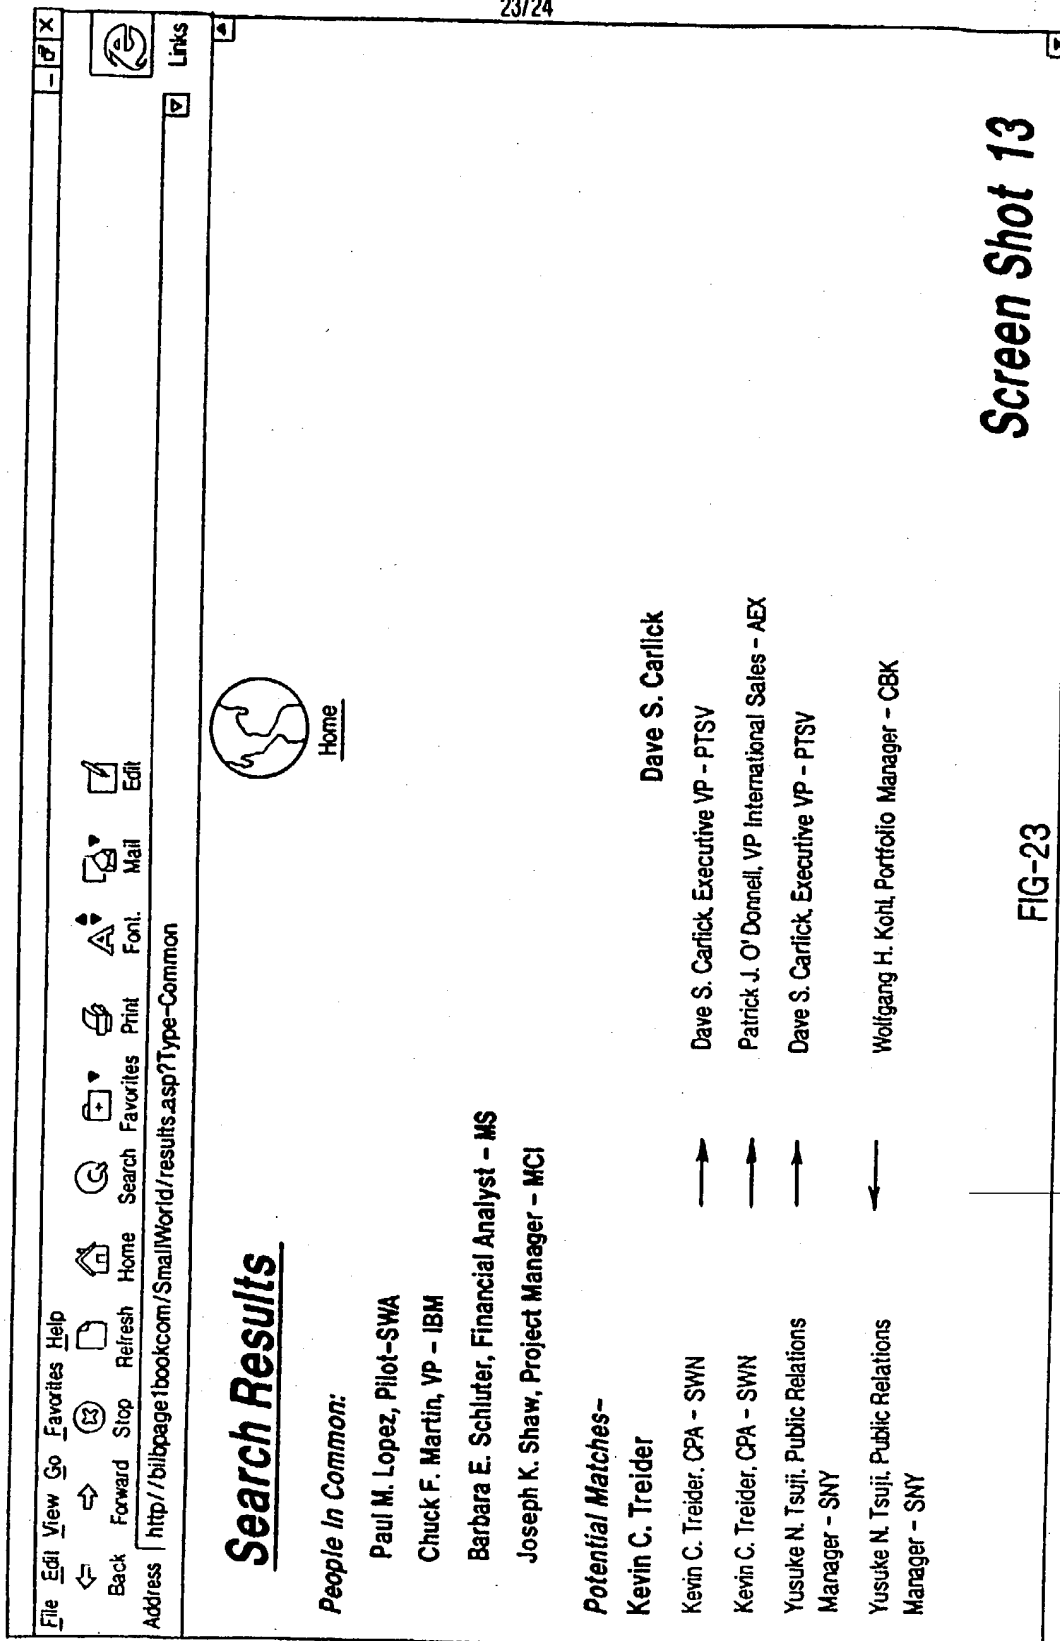 23/24
File Edit View Go Favorites Help
Back Forward Stop Refresh Home Search Favorites Print Font. Mail Edit
Address http//billbpage1bookcom/SmallWorld/results.asp?Type-Common
Links
Search Results
Home
People In Common:
Paul M. Lopez, Pilot-SWA
Chuck F. Martin, VP - IBM
Barbara E. Schluter, Financial Analyst - MS
Joseph K. Shaw, Project Manager - MCI
Potential Matches-
Kevin C. Treider Dave S. Carlick
Kevin C. Treider, CPA - SWN → Dave S. Carlick, Executive VP - PTSV
Kevin C. Treider, CPA - SWN → Patrick J. O'Donnell, VP International Sales - AEX
Yusuke N. Tsuji, Public Relations → Dave S. Carlick, Executive VP - PTSV
Manager - SNY
Yusuke N. Tsuji, Public Relations ← Wolfgang H. Kohl, Portfolio Manager - CBK
Manager - SNY
Screen Shot 13
FIG-23